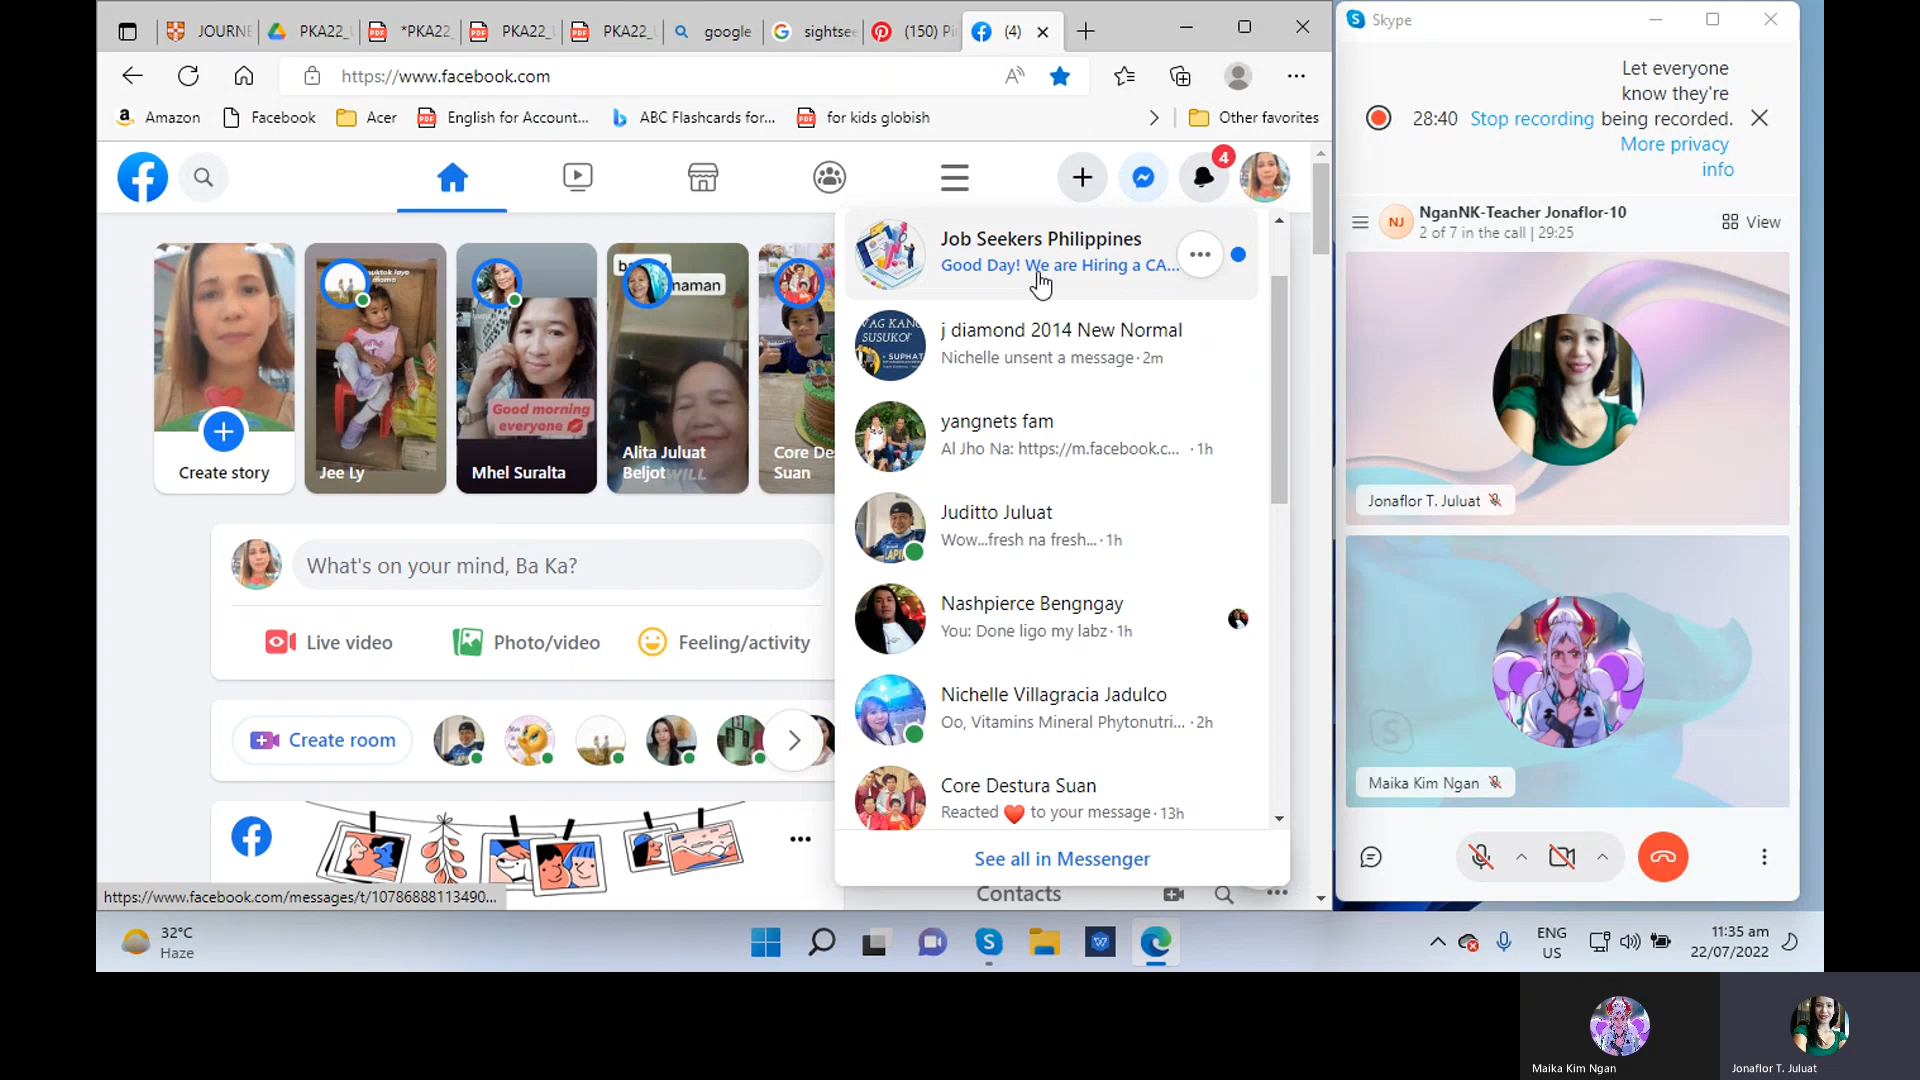 JOURNE
PKA22_
*PKA22_
PKA22_
PKA22_
google
sightsee
(150) Pi
(4)
https://www.facebook.com
Amazon
Facebook
Acer
English for Account...
ABC Flashcards for...
for kids globish
Other favorites
4
Create story
Jee Ly
Good morning
everyone
Mhel Suralta
naman
Alita Juluat
Beljot
WILL
Core De
Suan
What's on your mind, Ba Ka?
Live video
Photo/video
Feeling/activity
Create room
Job Seekers Philippines
Good Day! We are Hiring a CA...
j diamond 2014 New Normal
Nichelle unsent a message · 2m
yangnets fam
Al Jho Na: https://m.facebook.c... · 1h
Juditto Juluat
Wow...fresh na fresh... · 1h
Nashpierce Bengngay
You: Done ligo my labz · 1h
Nichelle Villagracia Jadulco
Oo, Vitamins Mineral Phytonutri... · 2h
Core Destura Suan
Reacted ❤️ to your message · 13h
See all in Messenger
Contacts
https://www.facebook.com/messages/t/10786888113490...
Skype
28:40
Stop recording
Let everyone
know they're
being recorded.
More privacy
info
NJ
NganNK-Teacher Jonaflor-10
2 of 7 in the call | 29:25
View
Jonaflor T. Juluat
Maika Kim Ngan
32°C
Haze
ENG
US
11:35 am
22/07/2022
Maika Kim Ngan
Jonaflor T. Juluat